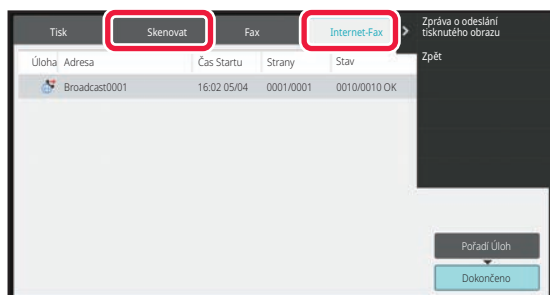 Tisk Skenovat Fax Internet-Fax
Zpráva o odeslání
tisknutého obrazu
Zpět
Úloha Adresa Čas Startu Strany Stav
Broadcast0001 16:02 05/04 0001/0001 0010/0010 OK
Pořadí Úloh
Dokončeno